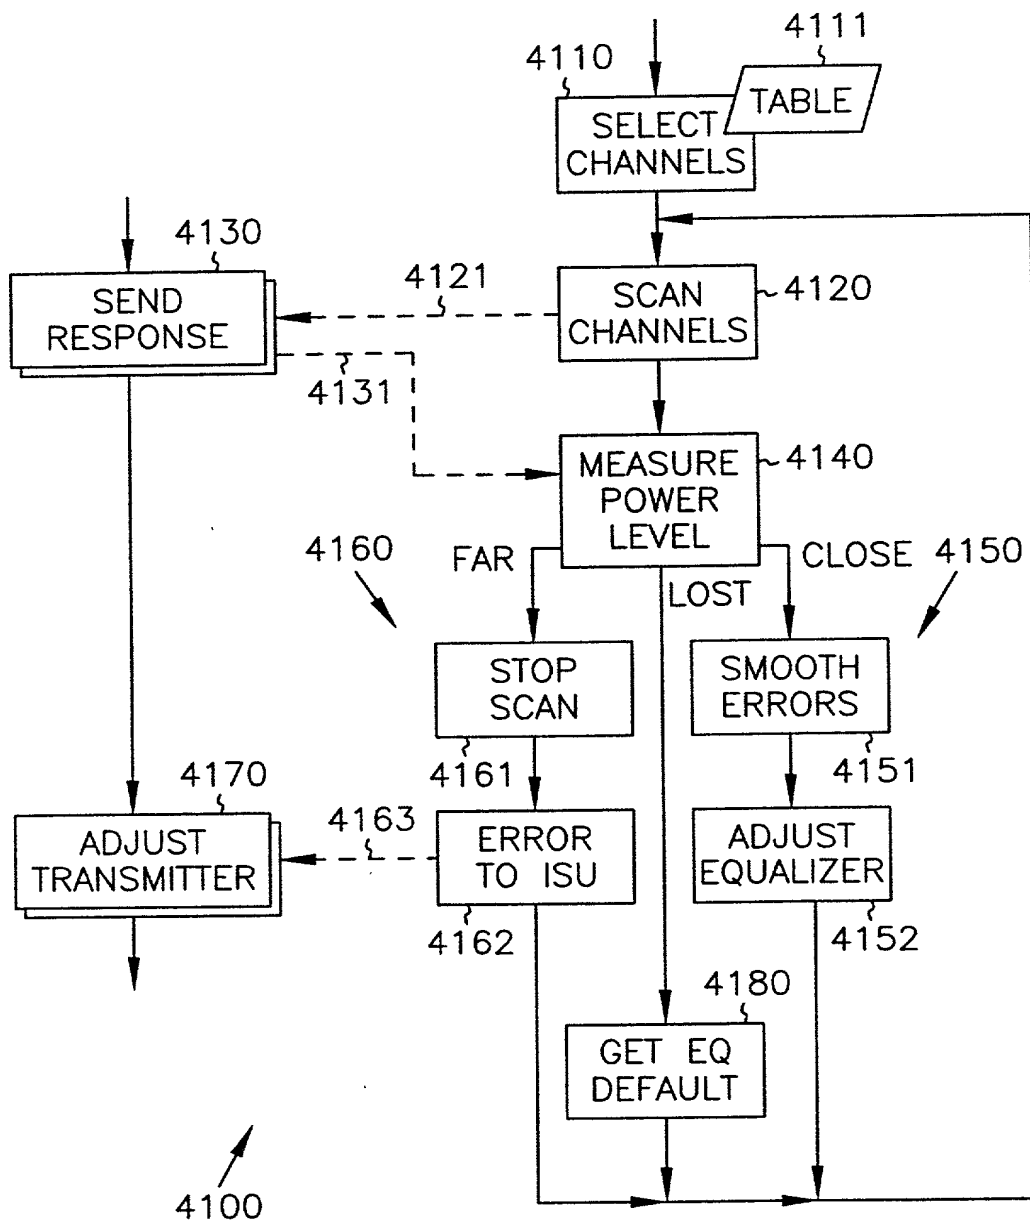 4111
4110
TABLE
SELECT
CHANNELS
4130
4121
4120
SEND
RESPONSE
SCAN
CHANNELS
4131
MEASURE
POWER
LEVEL
4140
4160
FAR
LOST
CLOSE
4150
STOP
SCAN
SMOOTH
ERRORS
4161
4151
4170
4163
ADJUST
TRANSMITTER
ERROR
TO ISU
ADJUST
EQUALIZER
4162
4152
4180
GET EQ
DEFAULT
4100